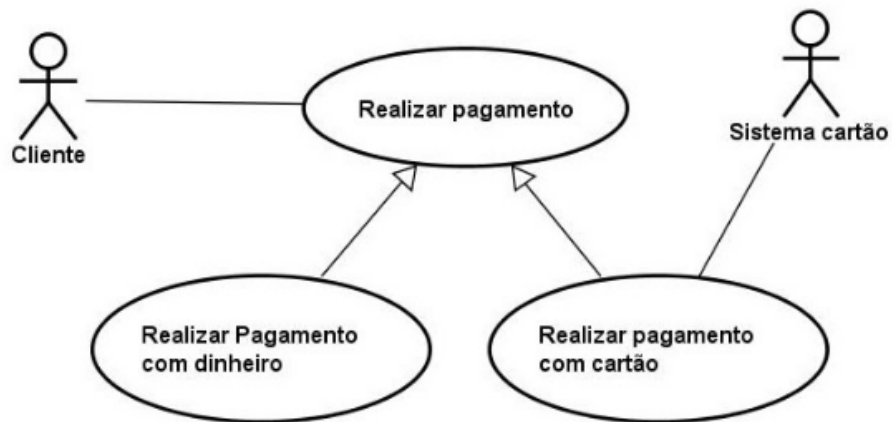 Realizar pagamento
Cliente
Sistema cartão
Realizar Pagamento
com dinheiro
Realizar pagamento
com cartão